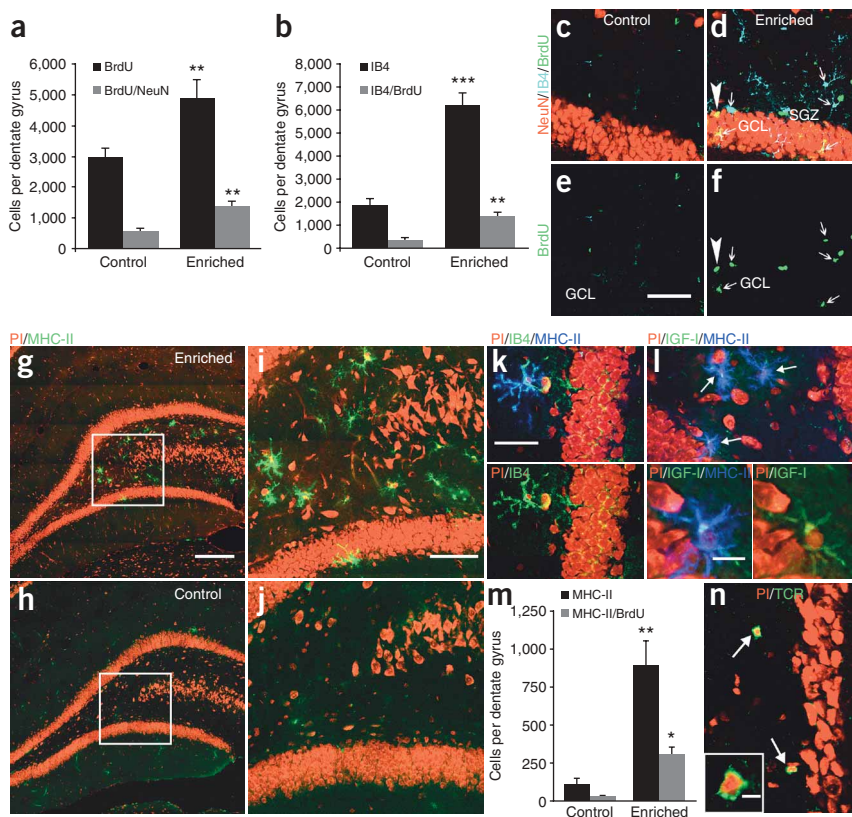 a
BrdU
BrdU/NeuN
Cells per dentate gyrus
6,000
5,000
4,000
3,000
2,000
1,000
0
**
**
Control
Enriched
b
IB4
IB4/BrdU
Cells per dentate gyrus
8,000
7,000
6,000
5,000
4,000
3,000
2,000
1,000
0
***
**
Control
Enriched
NeuN/IB4/BrdU
BrdU
c
Control
d
Enriched
SGZ
GCL
e
GCL
f
GCL
PI/MHC-II
g
Enriched
i
h
Control
j
PI/IB4/MHC-II
k
PI/IB4
PI/IGF-I/MHC-II
l
PI/IGF-I/MHC-II
PI/IGF-I
m
MHC-II
MHC-II/BrdU
Cells per dentate gyrus
1,250
1,000
750
500
250
0
**
*
Control
Enriched
n
PI/TCR